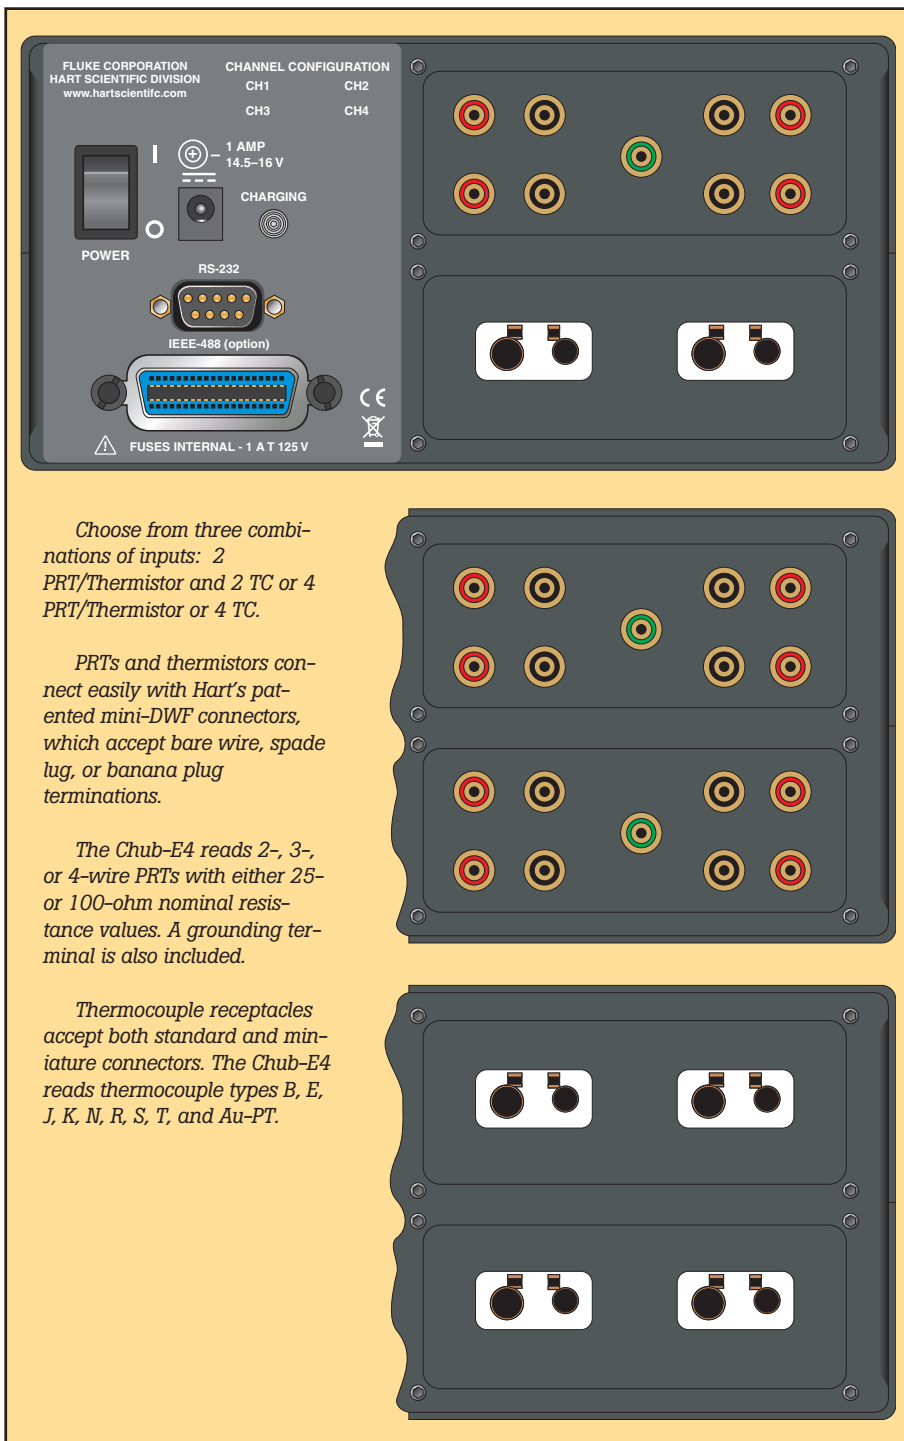 FLUKE CORPORATION
HART SCIENTIFIC DIVISION
www.hartscientifc.com
CHANNEL CONFIGURATION
CH1 CH2
CH3 CH4
1 AMP
14.5–16 V
CHARGING
POWER
RS-232
IEEE-488 (option)
CE
FUSES INTERNAL - 1 A T 125 V
Choose from three combi-
nations of inputs: 2
PRT/Thermistor and 2 TC or 4
PRT/Thermistor or 4 TC.
PRTs and thermistors con-
nect easily with Hart's pat-
ented mini-DWF connectors,
which accept bare wire, spade
lug, or banana plug
terminations.
The Chub-E4 reads 2-, 3-,
or 4-wire PRTs with either 25-
or 100-ohm nominal resis-
tance values. A grounding ter-
minal is also included.
Thermocouple receptacles
accept both standard and min-
iature connectors. The Chub-E4
reads thermocouple types B, E,
J, K, N, R, S, T, and Au-PT.